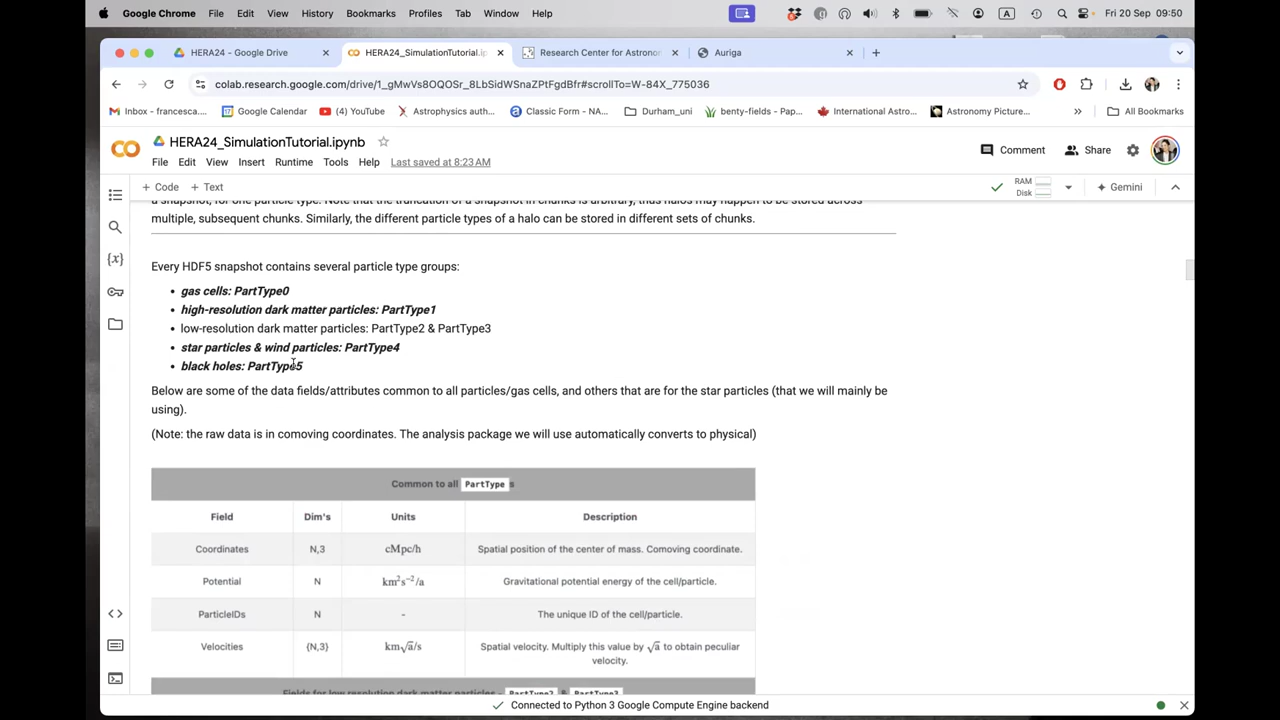 Google Chrome File Edit View History Bookmarks Profiles Tab Window Help A Fri 20 Sep 09:50
HERA24 - Google Drive HERA24_SimulationTutorial.ip Research Center for Astronon Auriga
colab.research.google.com/drive/1_gMwVs8OQOSr_8LbSidWSnaZPtFgdBfr#scrollTo=W-84X_775036
Inbox - francesca.... Google Calendar (4) YouTube Astrophysics auth... Classic Form - NA... Durham_uni benty-fields - Pap... International Astro... Astronomy Picture... » All Bookmarks
HERA24_SimulationTutorial.ipynb
File Edit View Insert Runtime Tools Help Last saved at 8:23 AM
Comment Share
+ Code + Text RAM Disk Gemini
a snapshot, for one particle type. Note that the truncation of a snapshot in chunks is arbitrary, thus halos may happen to be stored across
multiple, subsequent chunks. Similarly, the different particle types of a halo can be stored in different sets of chunks.
Every HDF5 snapshot contains several particle type groups:
• gas cells: PartType0
• high-resolution dark matter particles: PartType1
• low-resolution dark matter particles: PartType2 & PartType3
• star particles & wind particles: PartType4
• black holes: PartType5
Below are some of the data fields/attributes common to all particles/gas cells, and others that are for the star particles (that we will mainly be
using).
(Note: the raw data is in comoving coordinates. The analysis package we will use automatically converts to physical)
Common to all PartType s
Field Dim's Units Description
Coordinates N,3 cMpc/h Spatial position of the center of mass. Comoving coordinate.
Potential N km²s⁻²/a Gravitational potential energy of the cell/particle.
ParticleIDs N - The unique ID of the cell/particle.
Velocities {N,3} km√a/s Spatial velocity. Multiply this value by √a to obtain peculiar
velocity.
Fields for low resolution dark matter particles - PartType2 & PartType3
Connected to Python 3 Google Compute Engine backend